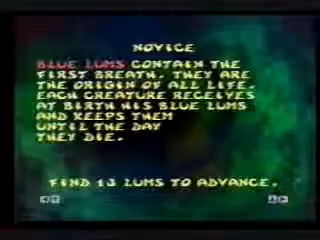 NOVICE
BLUE LUMS CONTAIN THE
FIRST BREATH. THEY ARE
THE ORIGIN OF ALL LIFE.
EACH CREATURE RECEIVES
AT BIRTH HIS BLUE LUMS
AND KEEPS THEM
UNTIL THE DAY
THEY DIE.
FIND 13 LUMS TO ADVANCE.